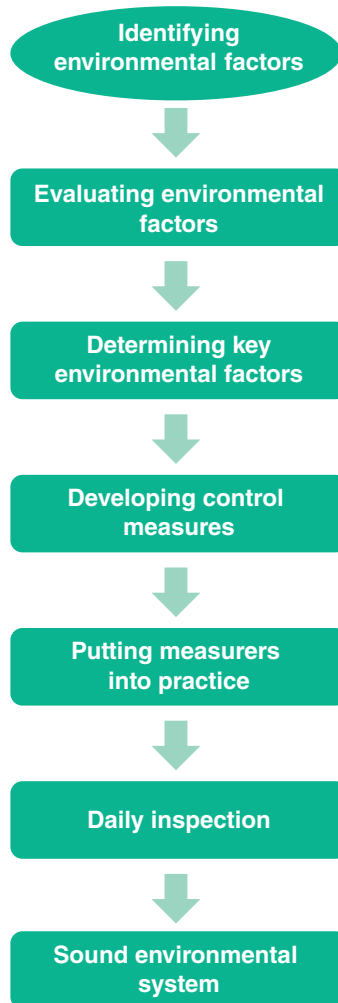 Identifying
environmental factors
Evaluating environmental
factors
Determining key
environmental factors
Developing control
measures
Putting measurers
into practice
Daily inspection
Sound environmental
system